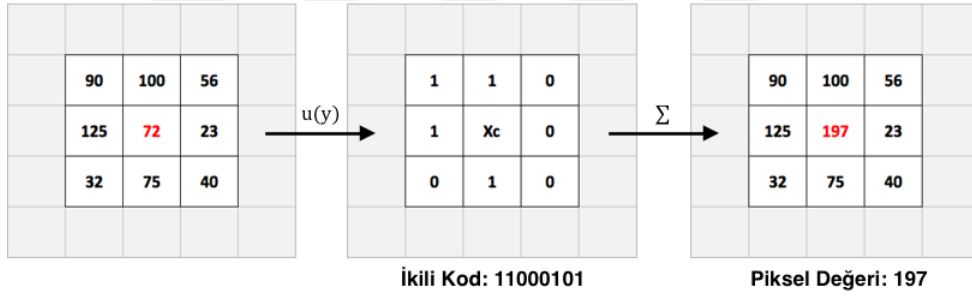 90 100 56
125 72 23
32 75 40
u(y)
1 1 0
1 Xc 0
0 1 0
İkili Kod: 11000101
Σ
90 100 56
125 197 23
32 75 40
Piksel Değeri: 197